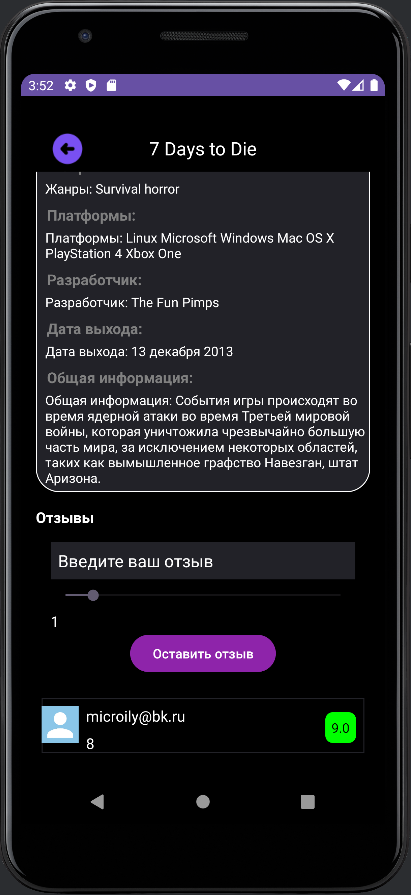 3:52
7 Days to Die
Жанры: Survival horror
Платформы:
Платформы: Linux Microsoft Windows Mac OS X
PlayStation 4 Xbox One
Разработчик:
Разработчик: The Fun Pimps
Дата выхода:
Дата выхода: 13 декабря 2013
Общая информация:
Общая информация: События игры происходят во
время ядерной атаки во время Третьей мировой
войны, которая уничтожила чрезвычайно большую
часть мира, за исключением некоторых областей,
таких как вымышленное графство Навезган, штат
Аризона.
Отзывы
Введите ваш отзыв
1
Оставить отзыв
microily@bk.ru
9.0
8